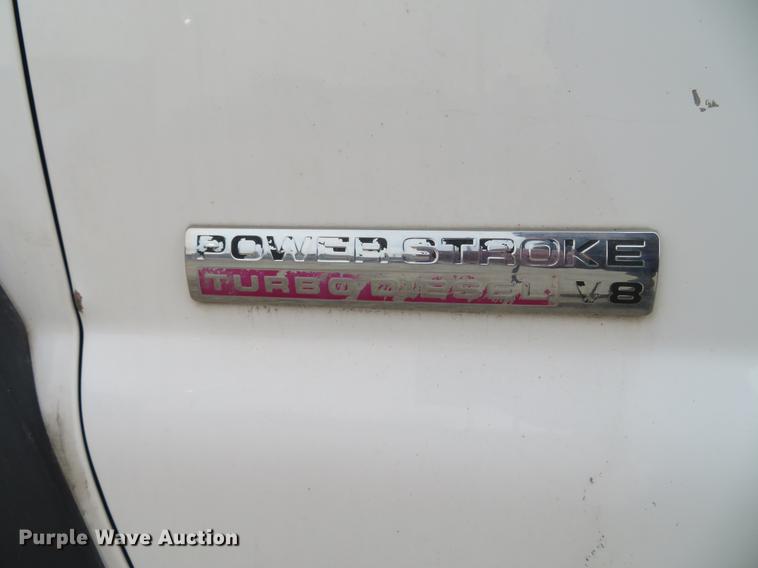 POWER STROKE
TURBO DIESEL V8
Purple Wave Auction